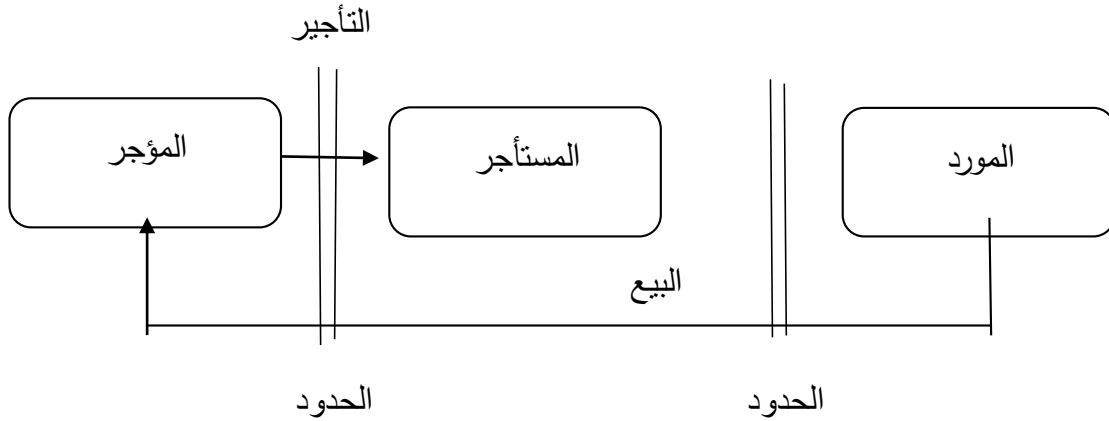 التأجير
المورد
المستأجر
المؤجر
البيع
الحدود
الحدود